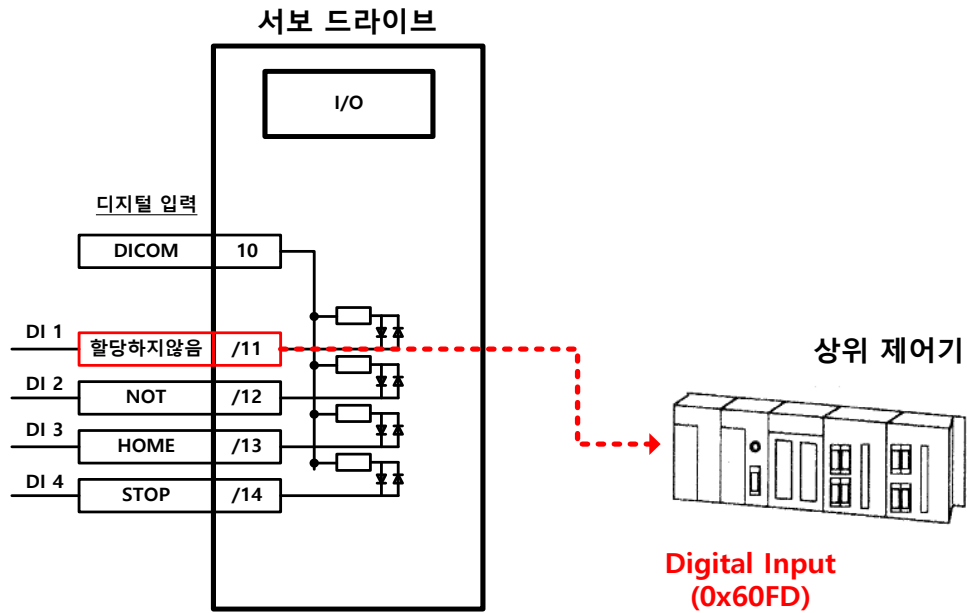 서보 드라이브
I/O
디지털 입력
DICOM 10
DI 1 할당하지않음 /11
DI 2 NOT /12
DI 3 HOME /13
DI 4 STOP /14
상위 제어기
Digital Input
(0x60FD)